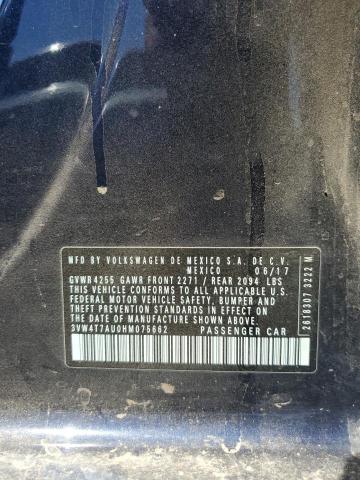 MFD BY VOLKSWAGEN DE MEXICO S.A. DE C.V.
MEXICO 06/17
GVWR 4255 GAWR FRONT 2271 / REAR 2094 LBS
THIS VEHICLE CONFORMS TO ALL APPLICABLE U.S.
FEDERAL MOTOR VEHICLE SAFETY, BUMPER AND
THEFT PREVENTION STANDARDS IN EFFECT ON THE
DATE OF MANUFACTURE SHOWN ABOVE.
3VW4T7AU0HM075662 PASSENGER CAR
2618307 3222 M